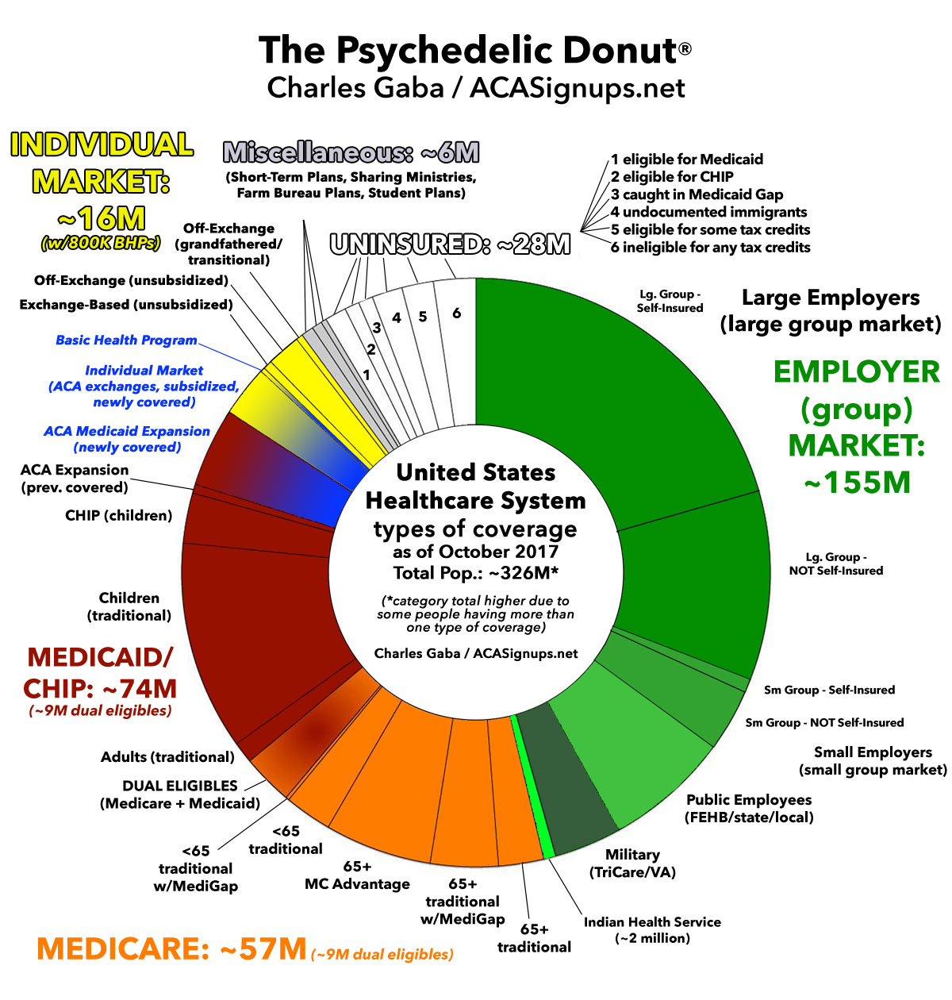 The Psychedelic Donut®
Charles Gaba / ACASignups.net
INDIVIDUAL
MARKET:
~16M
(w/800K BHPs)
Miscellaneous: ~6M
(Short-Term Plans, Sharing Ministries,
Farm Bureau Plans, Student Plans)
1 eligible for Medicaid
2 eligible for CHIP
3 caught in Medicaid Gap
4 undocumented immigrants
5 eligible for some tax credits
6 ineligible for any tax credits
UNINSURED: ~28M
Off-Exchange
(grandfathered/
transitional)
Off-Exchange (unsubsidized)
Exchange-Based (unsubsidized)
Basic Health Program
Individual Market
(ACA exchanges, subsidized,
newly covered)
ACA Medicaid Expansion
(newly covered)
ACA Expansion
(prev. covered)
CHIP (children)
Children
(traditional)
MEDICAID/
CHIP: ~74M
(~9M dual eligibles)
Adults (traditional)
DUAL ELIGIBLES
(Medicare + Medicaid)
<65
traditional
w/MediGap
<65
traditional
65+
MC Advantage
65+
traditional
w/MediGap
65+
traditional
MEDICARE: ~57M (~9M dual eligibles)
1
2
3
4
5
6
United States
Healthcare System
types of coverage
as of October 2017
Total Pop.: ~326M*
(*category total higher due to
some people having more than
one type of coverage)
Charles Gaba / ACASignups.net
Lg. Group -
Self-Insured
Large Employers
(large group market)
EMPLOYER
(group)
MARKET:
~155M
Lg. Group -
NOT Self-Insured
Sm Group - Self-Insured
Sm Group - NOT Self-Insured
Small Employers
(small group market)
Public Employees
(FEHB/state/local)
Military
(TriCare/VA)
Indian Health Service
(~2 million)